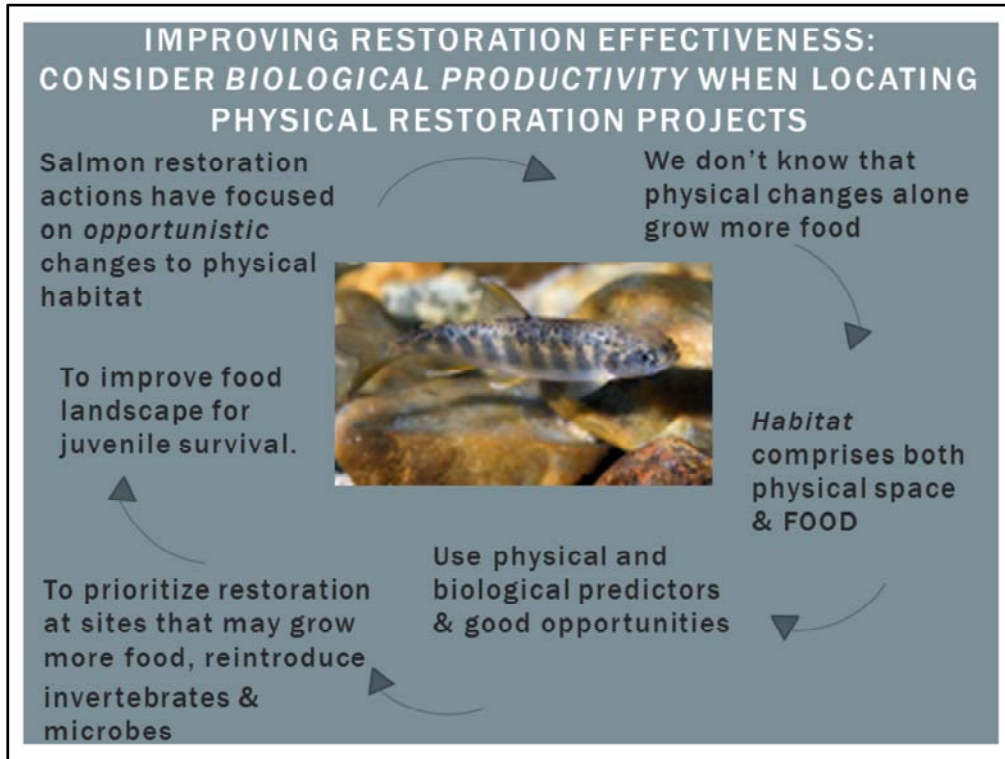 IMPROVING RESTORATION EFFECTIVENESS:
CONSIDER BIOLOGICAL PRODUCTIVITY WHEN LOCATING
PHYSICAL RESTORATION PROJECTS
Salmon restoration
actions have focused
on opportunistic
changes to physical
habitat
We don’t know that
physical changes alone
grow more food
Habitat
comprises both
physical space
& FOOD
Use physical and
biological predictors
& good opportunities
To prioritize restoration
at sites that may grow
more food, reintroduce
invertebrates &
microbes
To improve food
landscape for
juvenile survival.